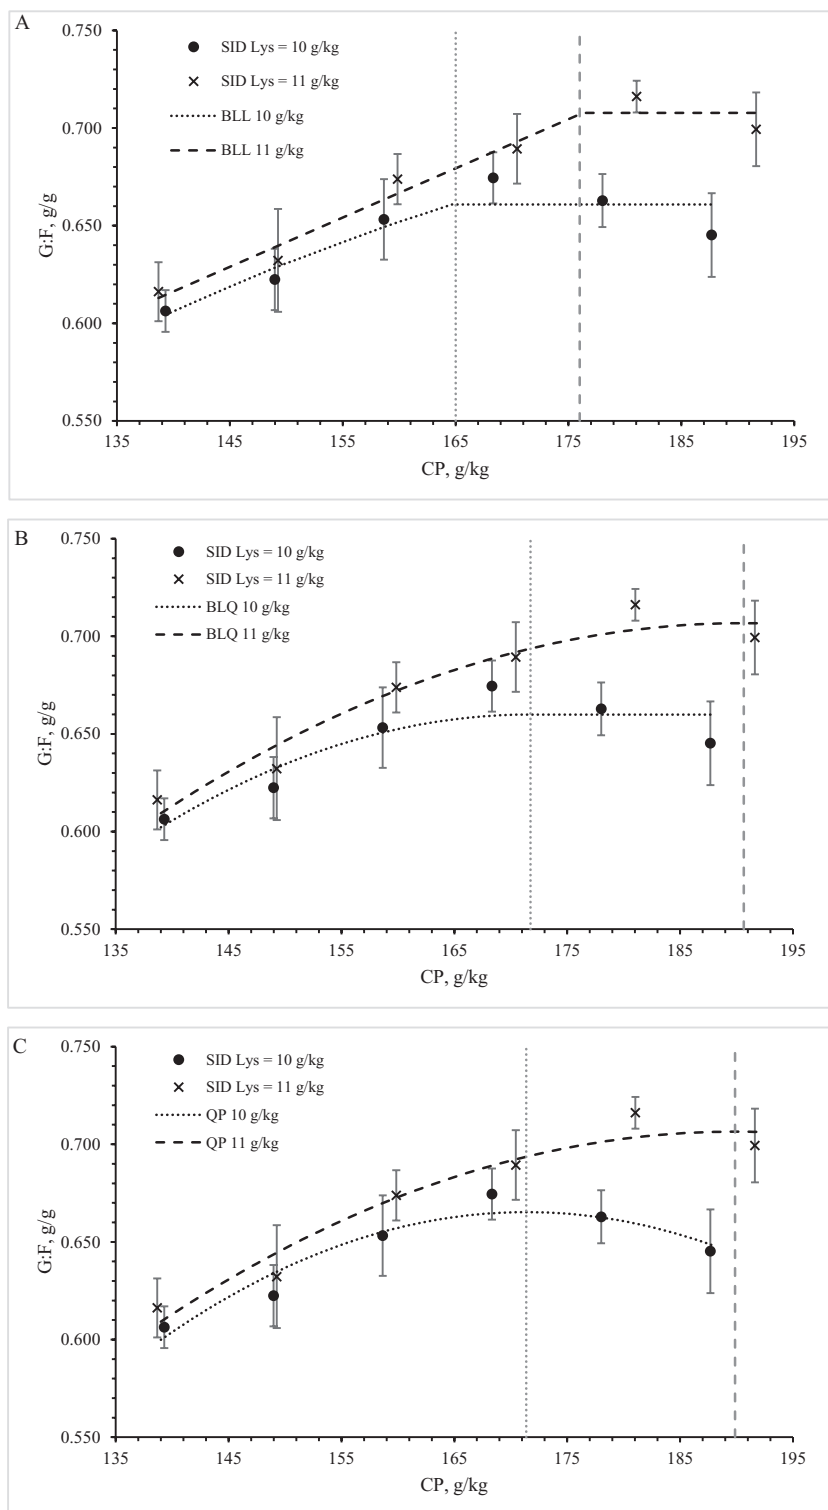 A
0.750
SID Lys = 10 g/kg
SID Lys = 11 g/kg
0.700
BLL 10 g/kg
BLL 11 g/kg
G:F, g/g
0.650
0.600
0.550
135 145 155 165 175 185 195
CP, g/kg
B
0.750
SID Lys = 10 g/kg
SID Lys = 11 g/kg
BLQ 10 g/kg
BLQ 11 g/kg
0.700
G:F, g/g
0.650
0.600
0.550
135 145 155 165 175 185 195
CP, g/kg
C
0.750
SID Lys = 10 g/kg
SID Lys = 11 g/kg
QP 10 g/kg
QP 11 g/kg
0.700
G:F, g/g
0.650
0.600
0.550
135 145 155 165 175 185 195
CP, g/kg